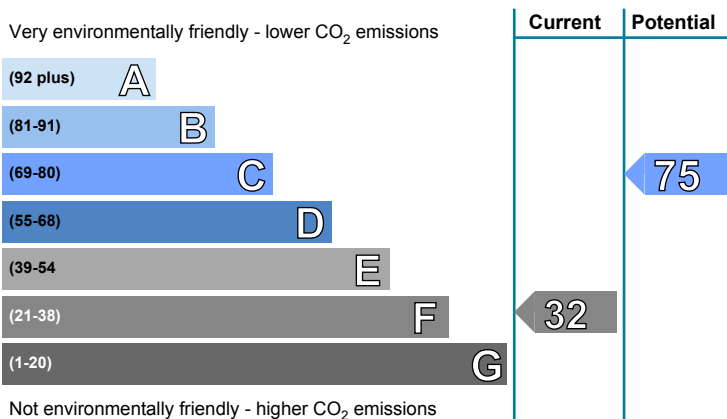 Current Potential
Very environmentally friendly - lower CO₂ emissions
(92 plus) A
(81-91) B
(69-80) C 75
(55-68) D
(39-54 E
(21-38) F 32
(1-20) G
Not environmentally friendly - higher CO₂ emissions